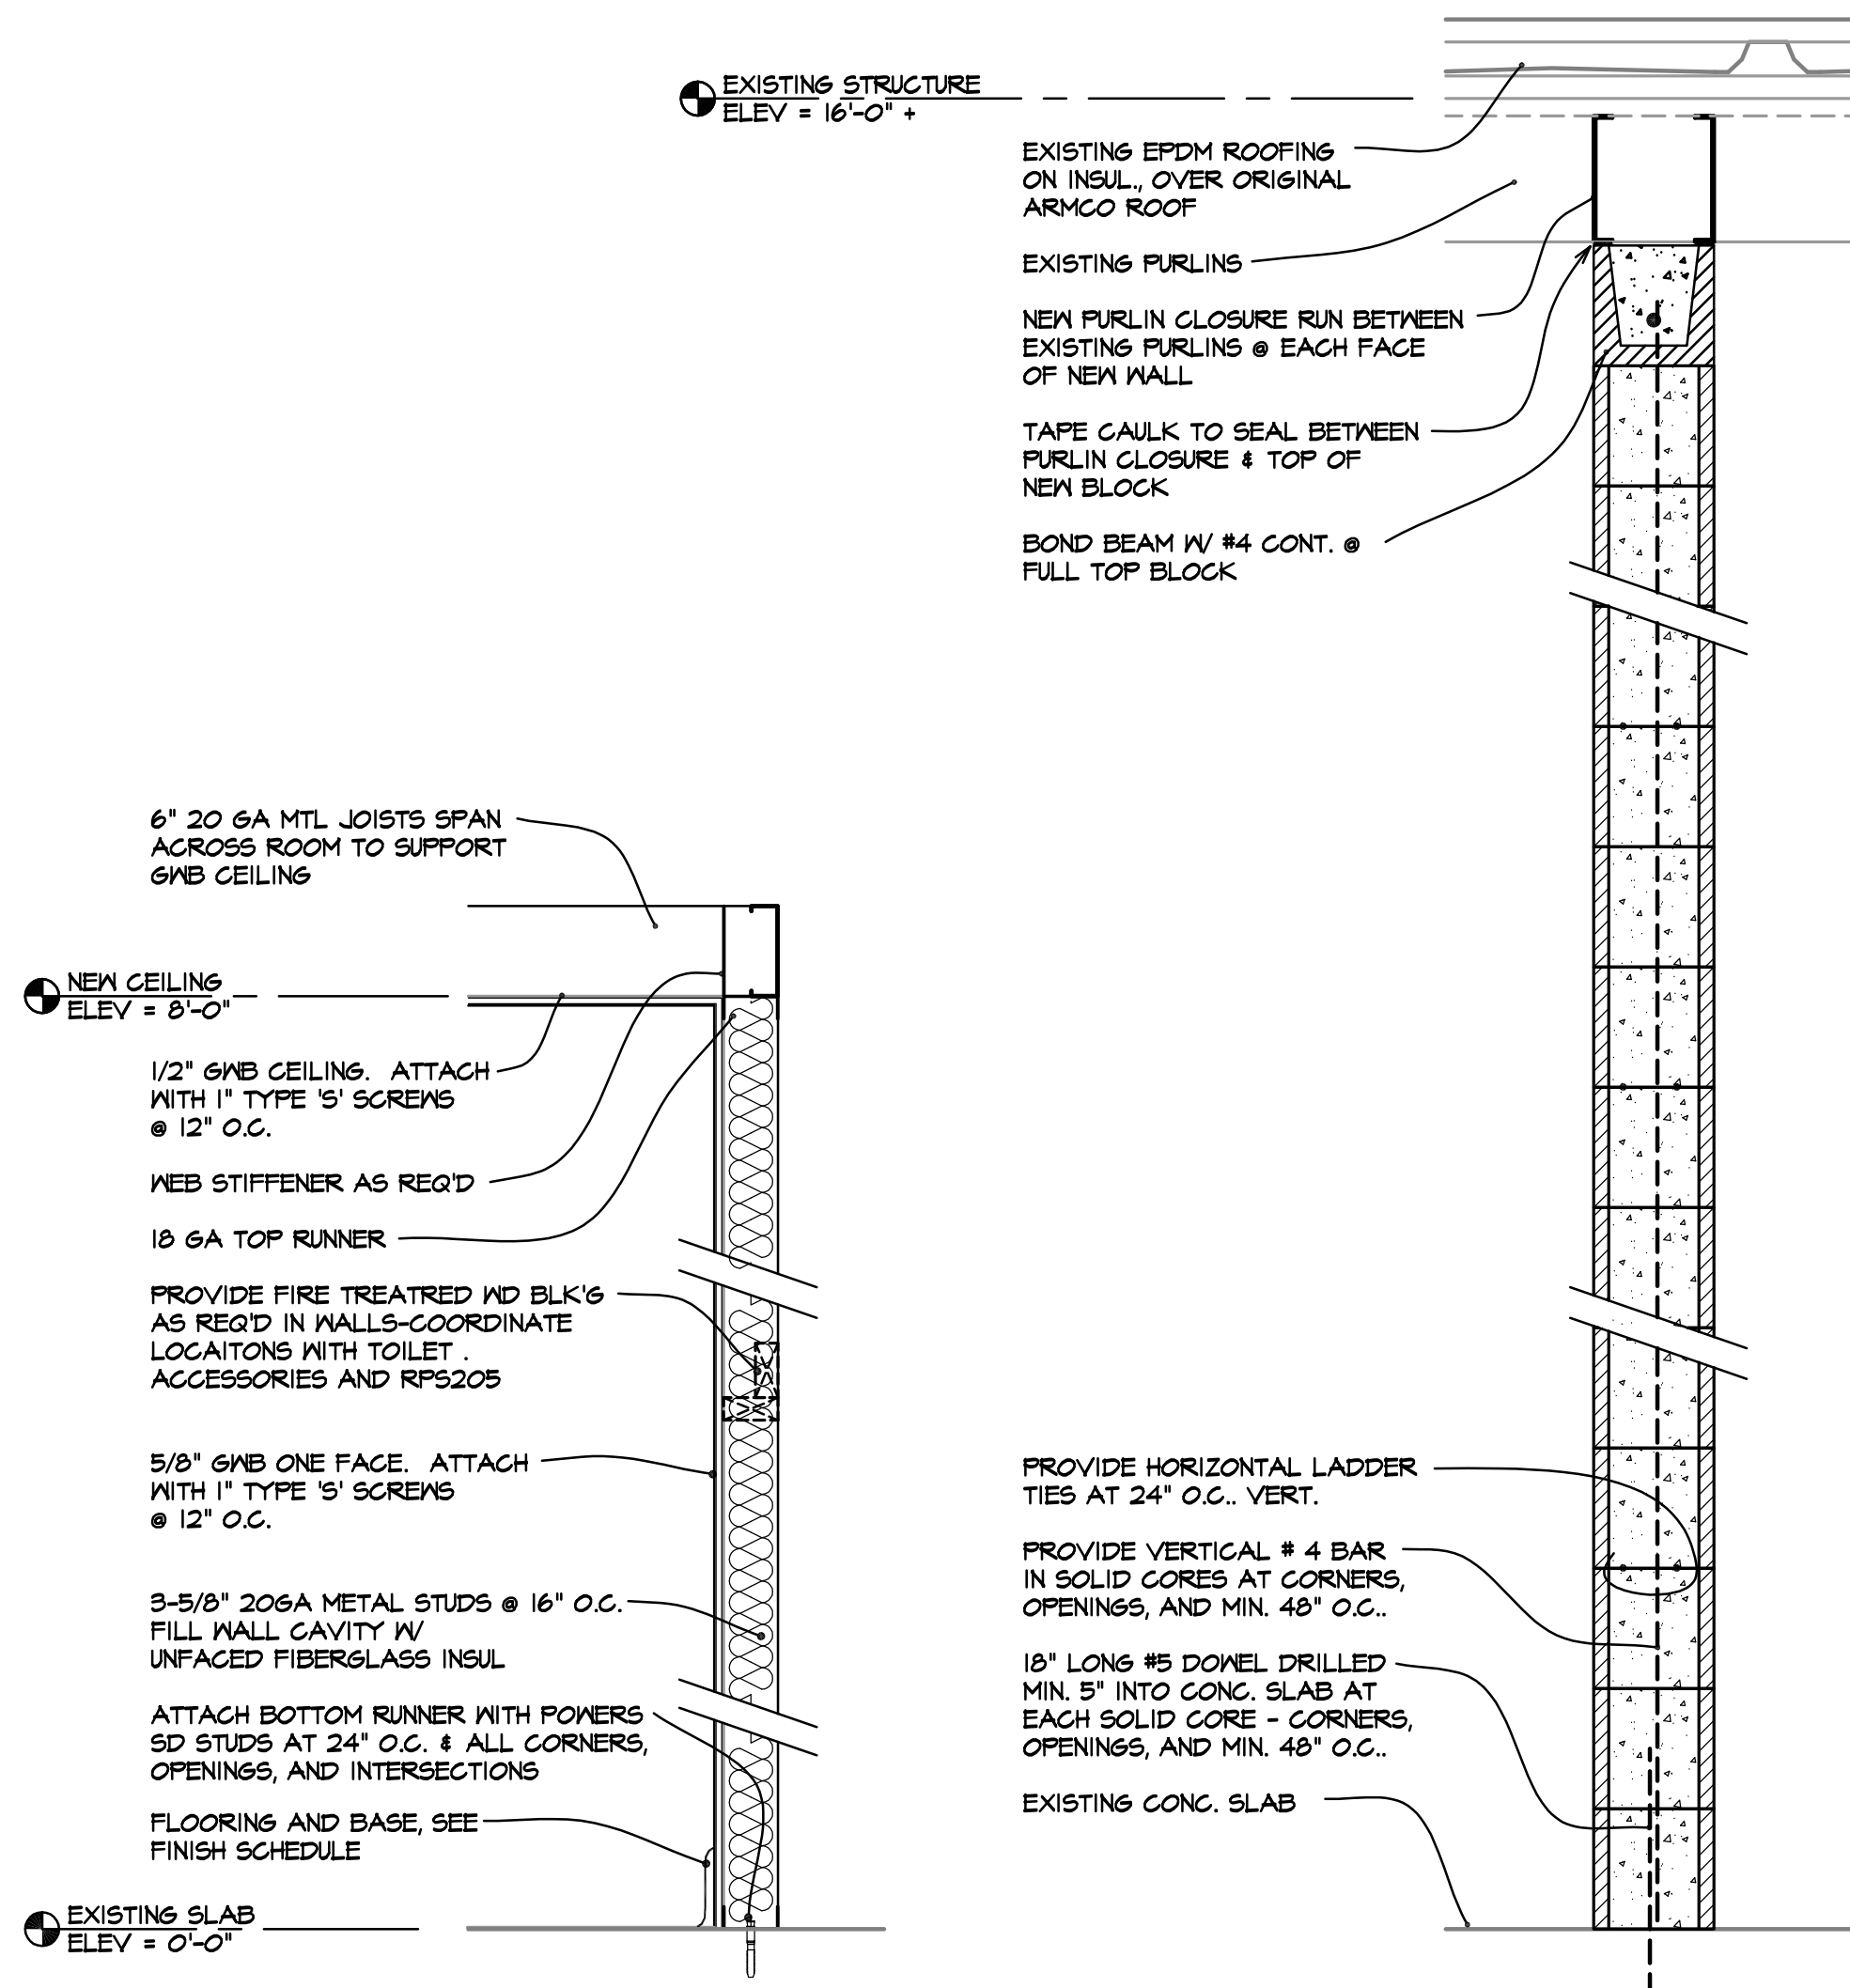 EXISTING STRUCTURE
ELEV = 16'-0" +
EXISTING EPDM ROOFING
ON INSUL., OVER ORIGINAL
ARMCO ROOF
EXISTING PURLINS
NEW PURLIN CLOSURE RUN BETWEEN
EXISTING PURLINS @ EACH FACE
OF NEW WALL
TAPE CAULK TO SEAL BETWEEN
PURLIN CLOSURE & TOP OF
NEW BLOCK
BOND BEAM W/ #4 CONT. @
FULL TOP BLOCK
6" 20 GA MTL JOISTS SPAN
ACROSS ROOM TO SUPPORT
GWB CEILING
NEW CEILING
ELEV = 8'-0"
1/2" GWB CEILING.  ATTACH
WITH 1" TYPE 'S' SCREWS
@ 12" O.C.
WEB STIFFENER AS REQ'D
18 GA TOP RUNNER
PROVIDE FIRE TREATRED WD BLK'G
AS REQ'D IN WALLS-COORDINATE
LOCAITONS WITH TOILET .
ACCESSORIES AND RPS205
5/8" GWB ONE FACE.  ATTACH
WITH 1" TYPE 'S' SCREWS
@ 12" O.C.
3-5/8" 20GA METAL STUDS @ 16" O.C.
FILL WALL CAVITY W/
UNFACED FIBERGLASS INSUL
ATTACH BOTTOM RUNNER WITH POWERS
SD STUDS AT 24" O.C. & ALL CORNERS,
OPENINGS, AND INTERSECTIONS
FLOORING AND BASE, SEE
FINISH SCHEDULE
EXISTING SLAB
ELEV = 0'-0"
PROVIDE HORIZONTAL LADDER
TIES AT 24" O.C.. VERT.
PROVIDE VERTICAL # 4 BAR
IN SOLID CORES AT CORNERS,
OPENINGS, AND MIN. 48" O.C..
18" LONG #5 DOWEL DRILLED
MIN. 5" INTO CONC. SLAB AT
EACH SOLID CORE - CORNERS,
OPENINGS, AND MIN. 48" O.C..
EXISTING CONC. SLAB